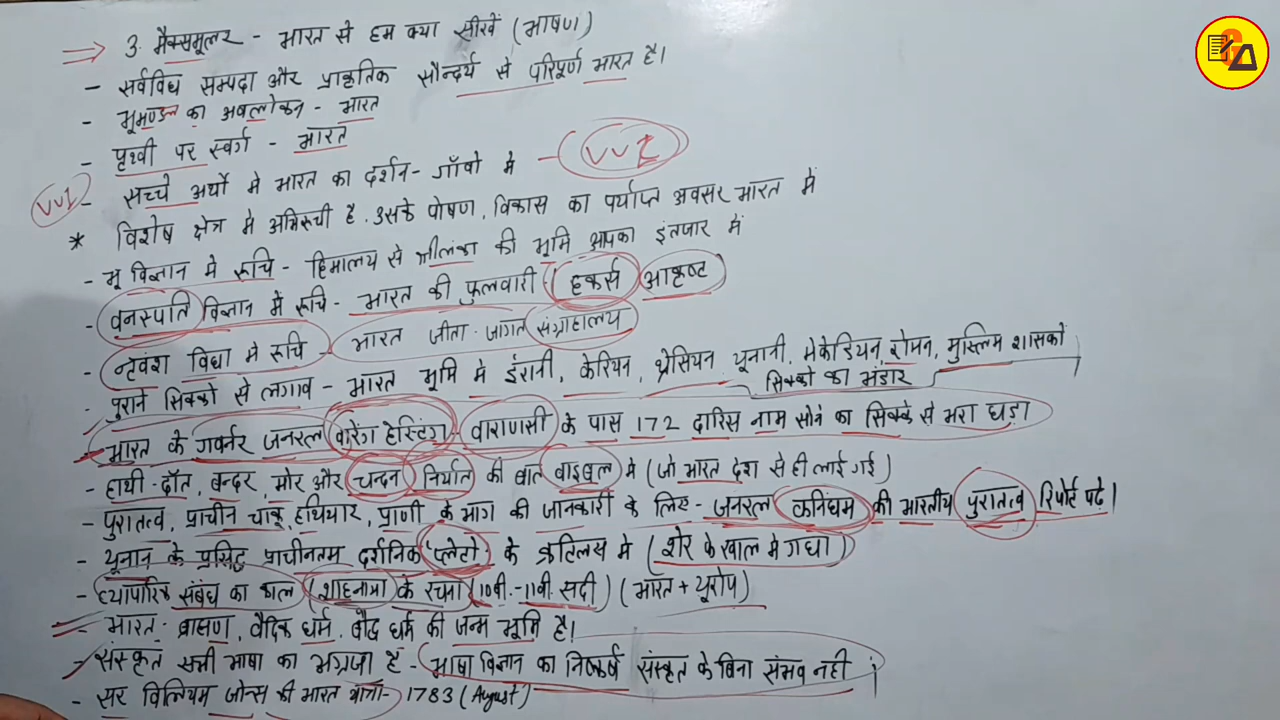 ⇒ 3. मैक्समूलर - भारत से हम क्या सीखें (भाषण)
- सर्वविध सम्पदा और प्राकृतिक सौन्दर्य से परिपूर्ण भारत है।
- भूमण्डल का अवलोकन - भारत
- पृथ्वी पर स्वर्ग - भारत
VVI - सच्चे अर्थो मे भारत का दर्शन - गाँवो मे - VVI
* विशेष क्षेत्र मे अभिरूची है. उसके पोषण, विकास का पर्याप्त अवसर भारत में
- भू विज्ञान मे रूचि - हिमालय से श्रीलंका की भूमि आपका इंतजार में
- वनस्पति विज्ञान में रूचि - भारत की फुलवारी (हकर्स आकृष्ट)
- नृवंश विद्या मे रूचि - भारत जीता जागत संग्राहालय
- पुराने सिक्को से लगाव - भारत भूमि मे ईरानी, केरियन, थ्रेसियन, यूनानी, मेकेडियन, रोमन, मुस्लिम शासको
सिक्को का भंडार
- भारत के गवर्नर जनरल वारेंग हेस्टिंग - वाराणसी के पास 172 दारिस नाम सोने का सिक्के से भरा घड़ा
- हाथी-दाँत, बन्दर, मोर और चन्दन निर्यात की बात बाइबुल मे (जो भारत देश से ही लाई गई)
- पुरातत्व, प्राचीन चाकू, हथियार, प्राणी के भाग की जानकारी के लिए - जनरल कनिंघम की भारतीय पुरातत्व रिपोर्ट पढ़े।
- यूनान के प्रसिद्ध प्राचीनतम दर्शनिक 'प्लेटो' के क्रटिलस मे (शेर के खाल मे गधा)
- व्यापारिक संबंध का काल (शाहनामा) के रचना (10वी.-11वी. सदी) (भारत + यूरोप)
- भारत - ब्राह्मण, वैदिक धर्म, बौद्ध धर्म की जन्म भूमि है।
- संस्कृत सभी भाषा का अग्रजा है - भाषा विज्ञान का निष्कर्ष संस्कृत के बिना संभव नही।
- सर विलियम जोन्स की भारत यात्रा - 1783 (August)